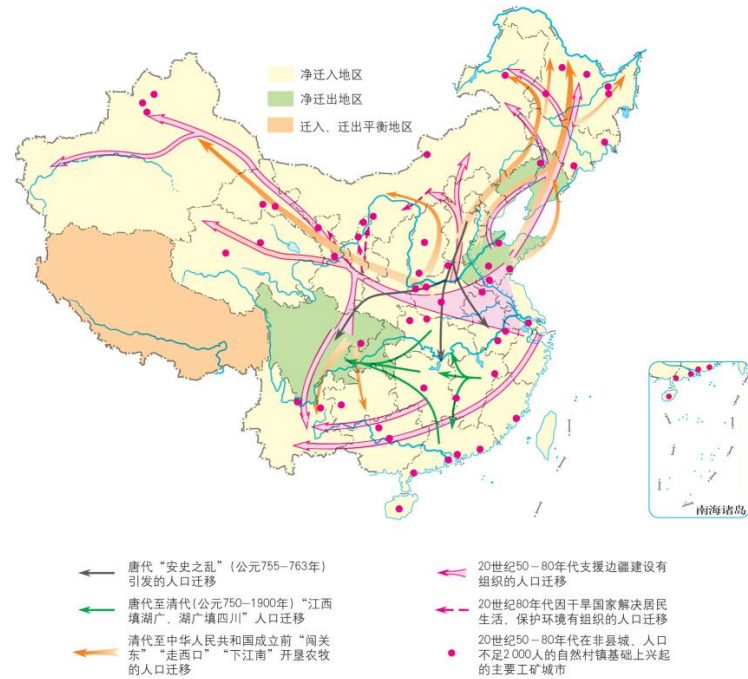 净迁入地区
净迁出地区
迁入、迁出平衡地区
南海诸岛
唐代“安史之乱”(公元755-763年)
引发的人口迁移
唐代至清代(公元750-1900年)“江西
填湖广、湖广填四川”人口迁移
清代至中华人民共和国成立前“闯关
东”“走西口”“下江南”开垦农牧
的人口迁移
20世纪50-80年代支援边疆建设有
组织的人口迁移
20世纪80年代因干旱国家解决居民
生活、保护环境有组织的人口迁移
20世纪50-80年代在非县城、人口
不足2000人的自然村镇基础上兴起
的主要工矿城市